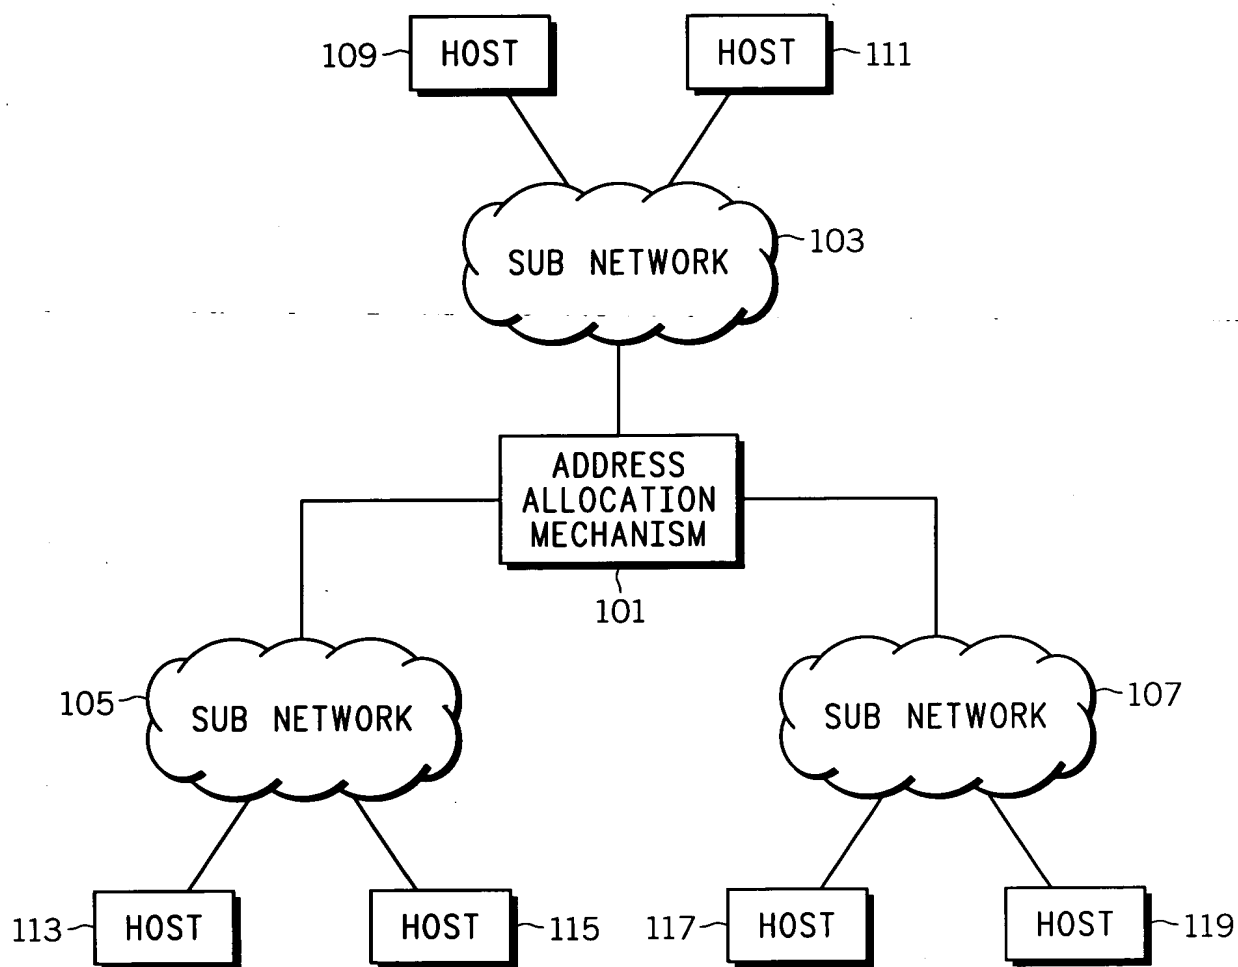 109
HOST
HOST
111
SUB NETWORK
103
ADDRESS
ALLOCATION
MECHANISM
101
105
SUB NETWORK
SUB NETWORK
107
113
HOST
HOST
115
117
HOST
HOST
119